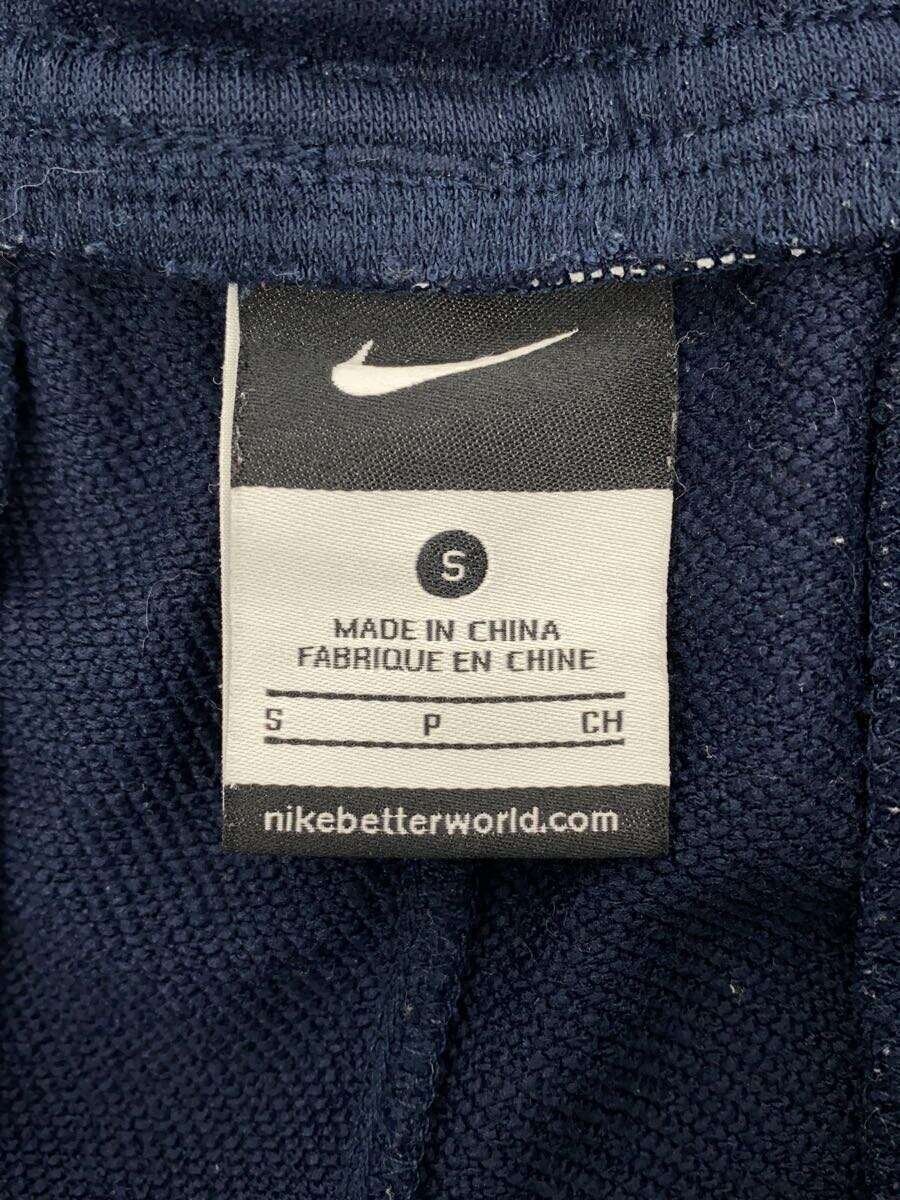 S
MADE IN CHINA
FABRIQUE EN CHINE
S P CH
nikebetterworld.com